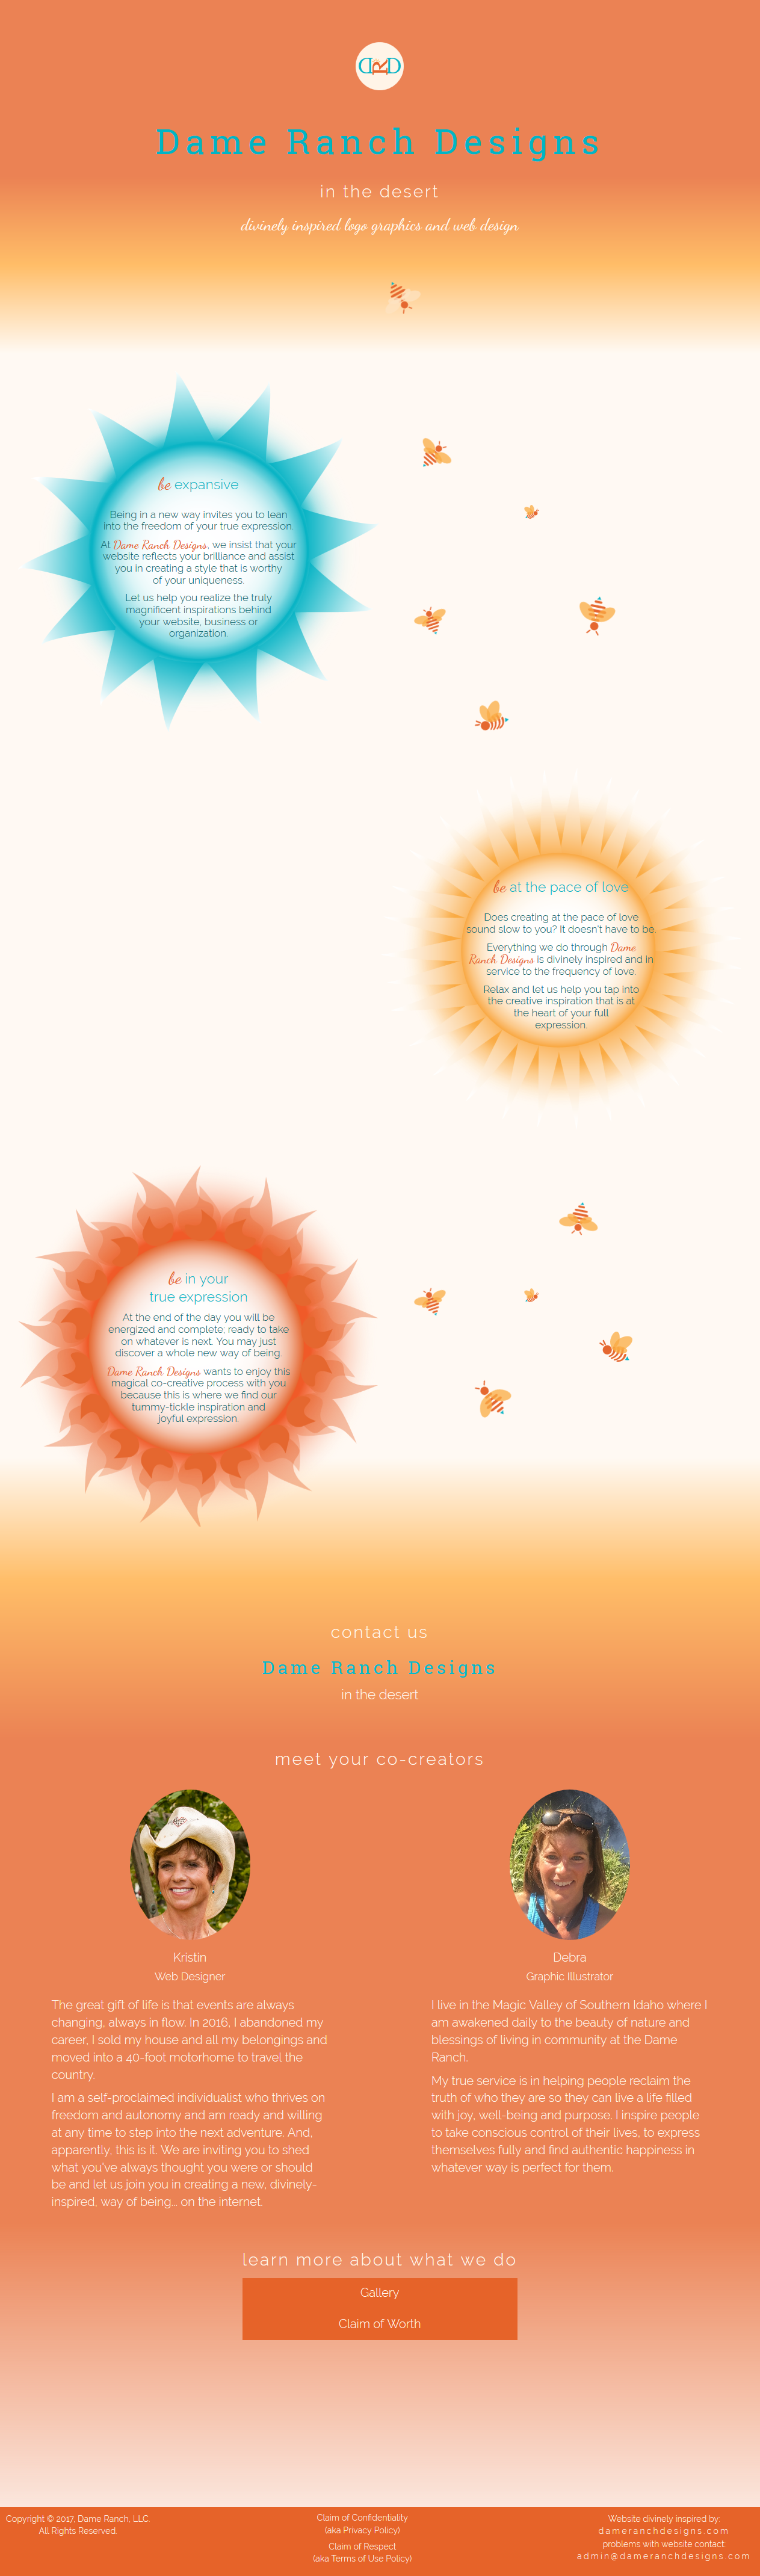 DRD
Dame Ranch Designs
in the desert
divinely inspired logo graphics and web design
be expansive
Being in a new way invites you to lean
into the freedom of your true expression.
At Dame Ranch Designs, we insist that your
website reflects your brilliance and assist
you in creating a style that is worthy
of your uniqueness.
Let us help you realize the truly
magnificent inspirations behind
your website, business or
organization.
be at the pace of love
Does creating at the pace of love
sound slow to you? It doesn't have to be.
Everything we do through Dame
Ranch Designs is divinely inspired and in
service to the frequency of love.
Relax and let us help you tap into
the creative inspiration that is at
the heart of your full
expression.
be in your
true expression
At the end of the day you will be
energized and complete; ready to take
on whatever is next. You may just
discover a whole new way of being.
Dame Ranch Designs wants to enjoy this
magical co-creative process with you
because this is where we find our
tummy-tickle inspiration and
joyful expression.
contact us
Dame Ranch Designs
in the desert
meet your co-creators
Kristin
Web Designer
The great gift of life is that events are always
changing, always in flow. In 2016, I abandoned my
career, I sold my house and all my belongings and
moved into a 40-foot motorhome to travel the
country.
I am a self-proclaimed individualist who thrives on
freedom and autonomy and am ready and willing
at any time to step into the next adventure. And,
apparently, this is it. We are inviting you to shed
what you've always thought you were or should
be and let us join you in creating a new, divinely-
inspired, way of being... on the internet.
Debra
Graphic Illustrator
I live in the Magic Valley of Southern Idaho where I
am awakened daily to the beauty of nature and
blessings of living in community at the Dame
Ranch.
My true service is in helping people reclaim the
truth of who they are so they can live a life filled
with joy, well-being and purpose. I inspire people
to take conscious control of their lives, to express
themselves fully and find authentic happiness in
whatever way is perfect for them.
learn more about what we do
Gallery
Claim of Worth
Copyright © 2017, Dame Ranch, LLC.
All Rights Reserved.
Claim of Confidentiality
(aka Privacy Policy)
Claim of Respect
(aka Terms of Use Policy)
Website divinely inspired by:
dameranchdesigns.com
problems with website contact:
admin@dameranchdesigns.com